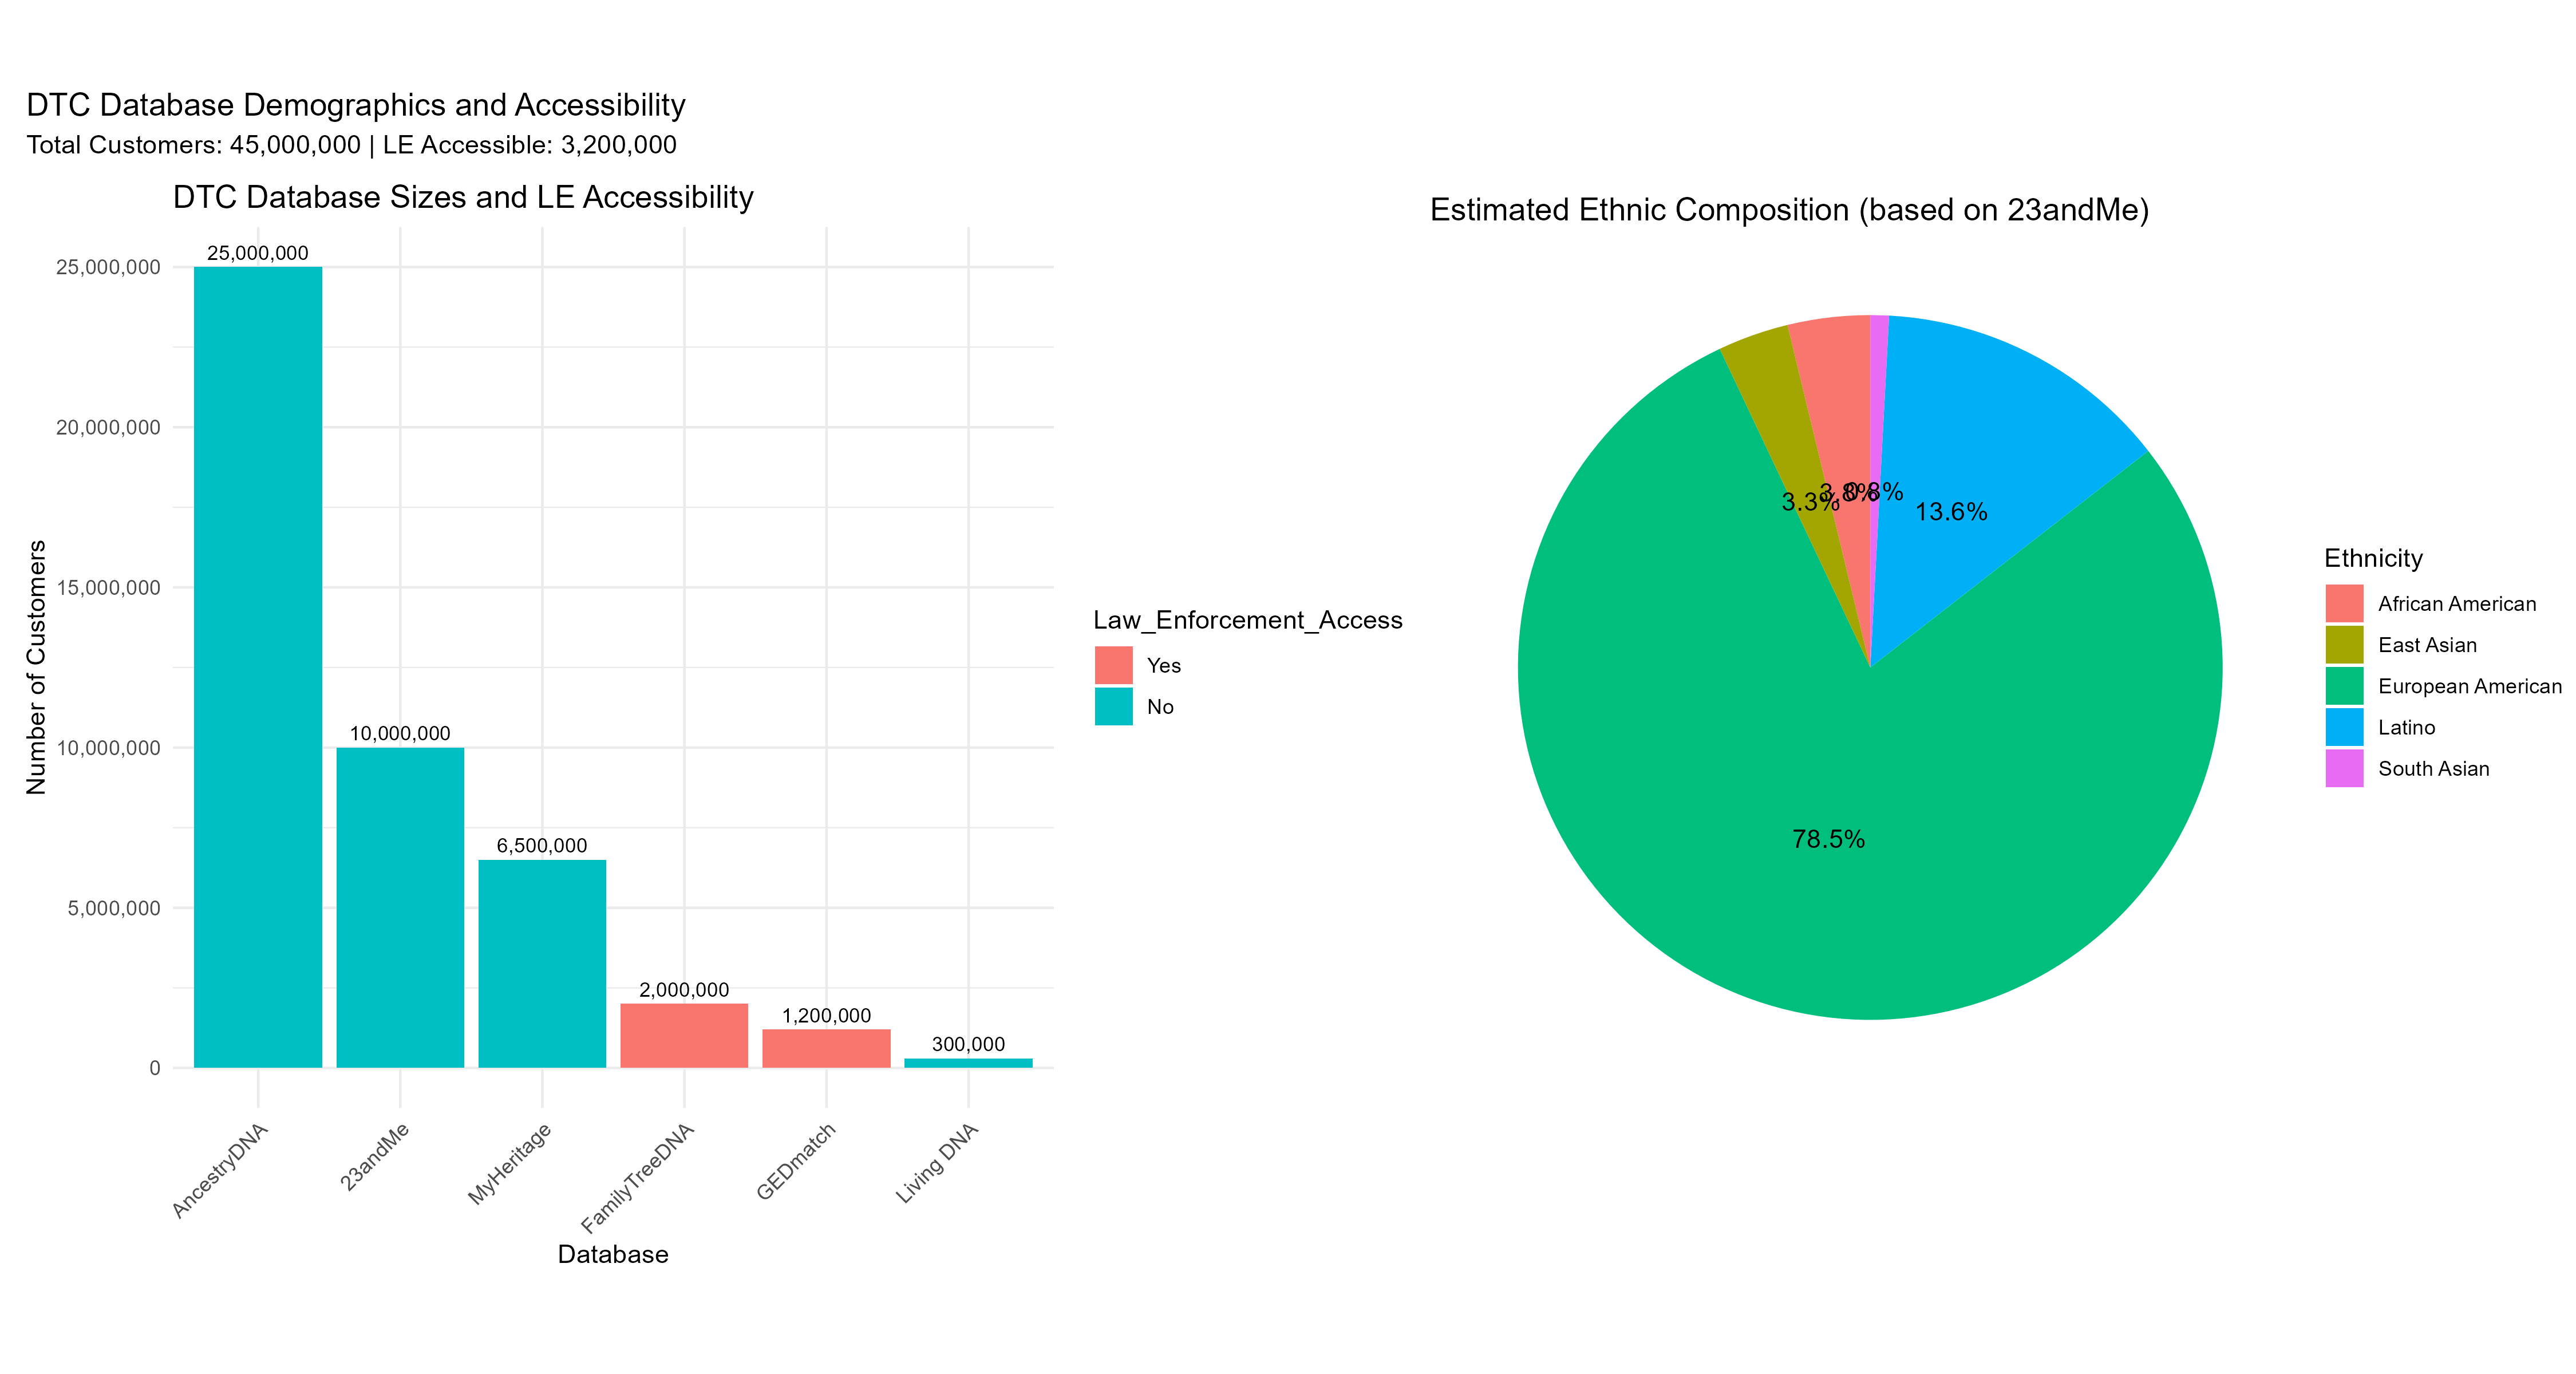 DTC Database Demographics and Accessibility
Total Customers: 45,000,000 | LE Accessible: 3,200,000
DTC Database Sizes and LE Accessibility
Number of Customers
25,000,000
20,000,000
15,000,000
10,000,000
5,000,000
0
25,000,000
10,000,000
6,500,000
2,000,000
1,200,000
300,000
AncestryDNA
23andMe
MyHeritage
FamilyTreeDNA
GEDmatch
Living DNA
Database
Law_Enforcement_Access
Yes
No
Estimated Ethnic Composition (based on 23andMe)
3.3%
3.8%
0.8%
13.6%
78.5%
Ethnicity
African American
East Asian
European American
Latino
South Asian